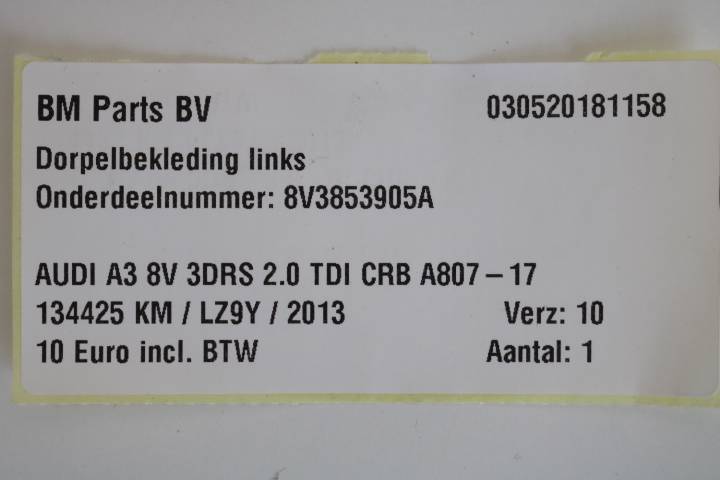 BM Parts BV 030520181158
Dorpelbekleding links
Onderdeelnummer: 8V3853905A
AUDI A3 8V 3DRS 2.0 TDI CRB A807 – 17
134425 KM / LZ9Y / 2013 Verz: 10
10 Euro incl. BTW Aantal: 1